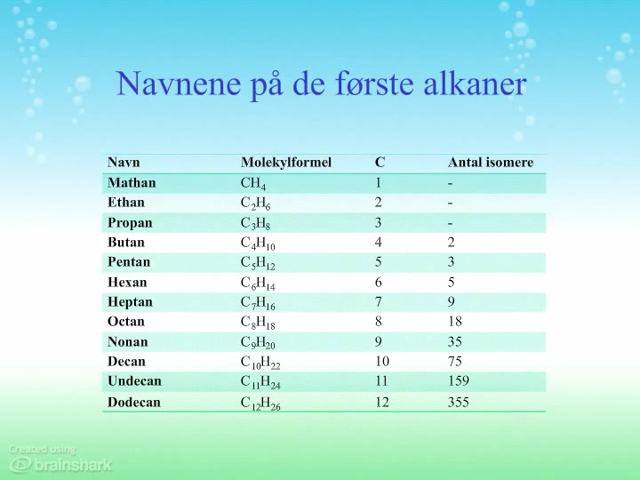 Navnene på de første alkaner
Navn Molekylformel C Antal isomere
Mathan CH4 1 -
Ethan C2H6 2 -
Propan C3H8 3 -
Butan C4H10 4 2
Pentan C5H12 5 3
Hexan C6H14 6 5
Heptan C7H16 7 9
Octan C8H18 8 18
Nonan C9H20 9 35
Decan C10H22 10 75
Undecan C11H24 11 159
Dodecan C12H26 12 355
Created using
brainshark